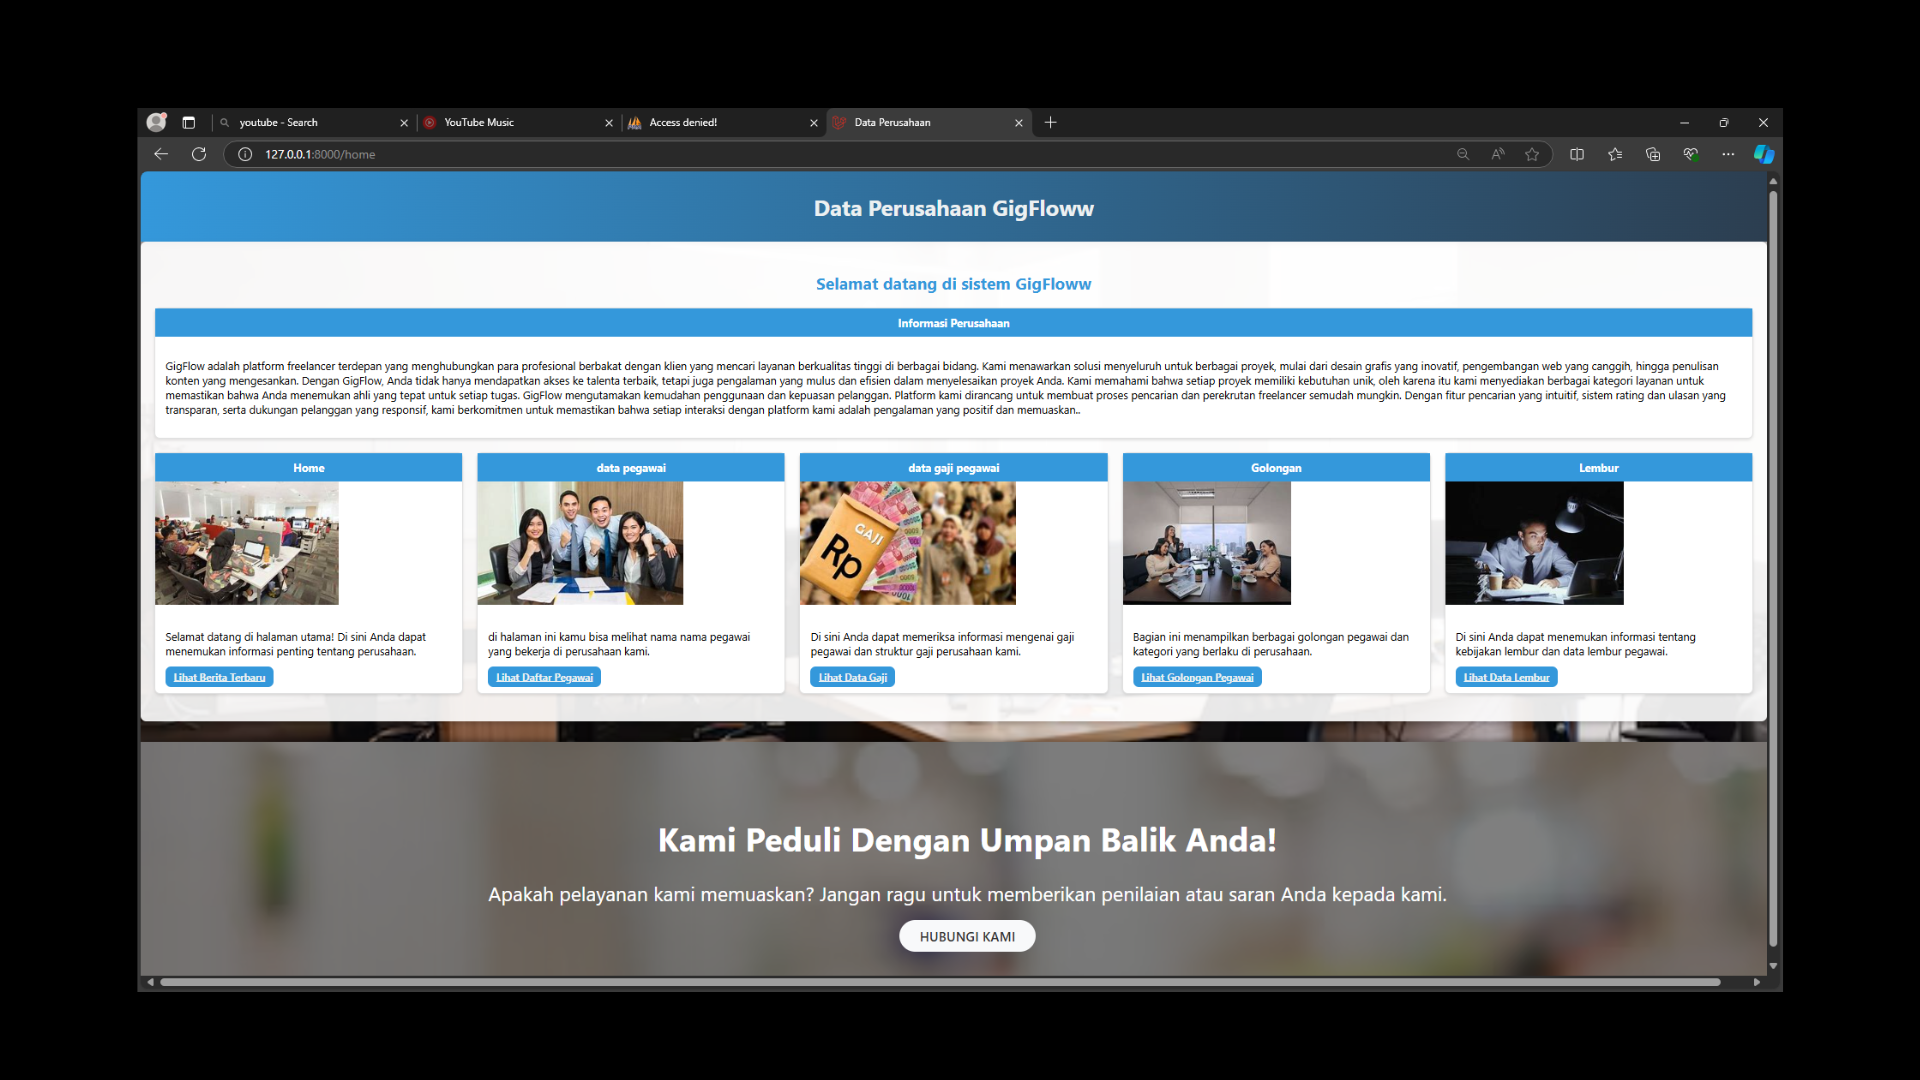 youtube - Search
YouTube Music
Access denied!
Data Perusahaan
127.0.0.1:8000/home
Data Perusahaan GigFloww
Selamat datang di sistem GigFloww
Informasi Perusahaan
GigFlow adalah platform freelancer terdepan yang menghubungkan para profesional berbakat dengan klien yang mencari layanan berkualitas tinggi di berbagai bidang. Kami menawarkan solusi menyeluruh untuk berbagai proyek, mulai dari desain grafis yang inovatif, pengembangan web yang canggih, hingga penulisan
konten yang mengesankan. Dengan GigFlow, Anda tidak hanya mendapatkan akses ke talenta terbaik, tetapi juga pengalaman yang mulus dan efisien dalam menyelesaikan proyek Anda. Kami memahami bahwa setiap proyek memiliki kebutuhan unik, oleh karena itu kami menyediakan berbagai kategori layanan untuk
memastikan bahwa Anda menemukan ahli yang tepat untuk setiap tugas. GigFlow mengutamakan kemudahan penggunaan dan kepuasan pelanggan. Platform kami dirancang untuk membuat proses pencarian dan perekrutan freelancer semudah mungkin. Dengan fitur pencarian yang intuitif, sistem rating dan ulasan yang
transparan, serta dukungan pelanggan yang responsif, kami berkomitmen untuk memastikan bahwa setiap interaksi dengan platform kami adalah pengalaman yang positif dan memuaskan..
Home
GAJI
Rp
Selamat datang di halaman utama! Di sini Anda dapat
menemukan informasi penting tentang perusahaan.
Lihat Berita Terbaru
data pegawai
di halaman ini kamu bisa melihat nama nama pegawai
yang bekerja di perusahaan kami.
Lihat Daftar Pegawai
data gaji pegawai
Di sini Anda dapat memeriksa informasi mengenai gaji
pegawai dan struktur gaji perusahaan kami.
Lihat Data Gaji
Golongan
Bagian ini menampilkan berbagai golongan pegawai dan
kategori yang berlaku di perusahaan.
Lihat Golongan Pegawai
Lembur
Di sini Anda dapat menemukan informasi tentang
kebijakan lembur dan data lembur pegawai.
Lihat Data Lembur
Kami Peduli Dengan Umpan Balik Anda!
Apakah pelayanan kami memuaskan? Jangan ragu untuk memberikan penilaian atau saran Anda kepada kami.
HUBUNGI KAMI